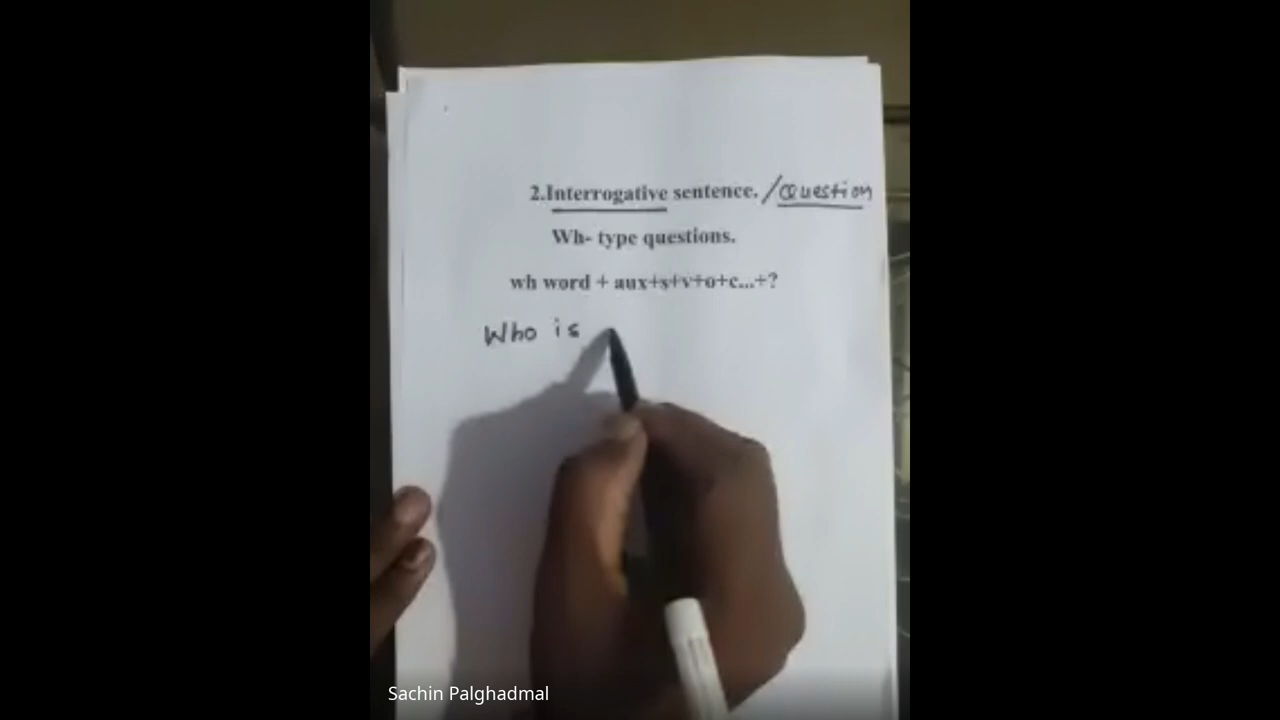 2.Interrogative sentence. / Question
Wh- type questions.
wh word + aux+s+v+o+c...+?
Who is
Sachin Palghadmal